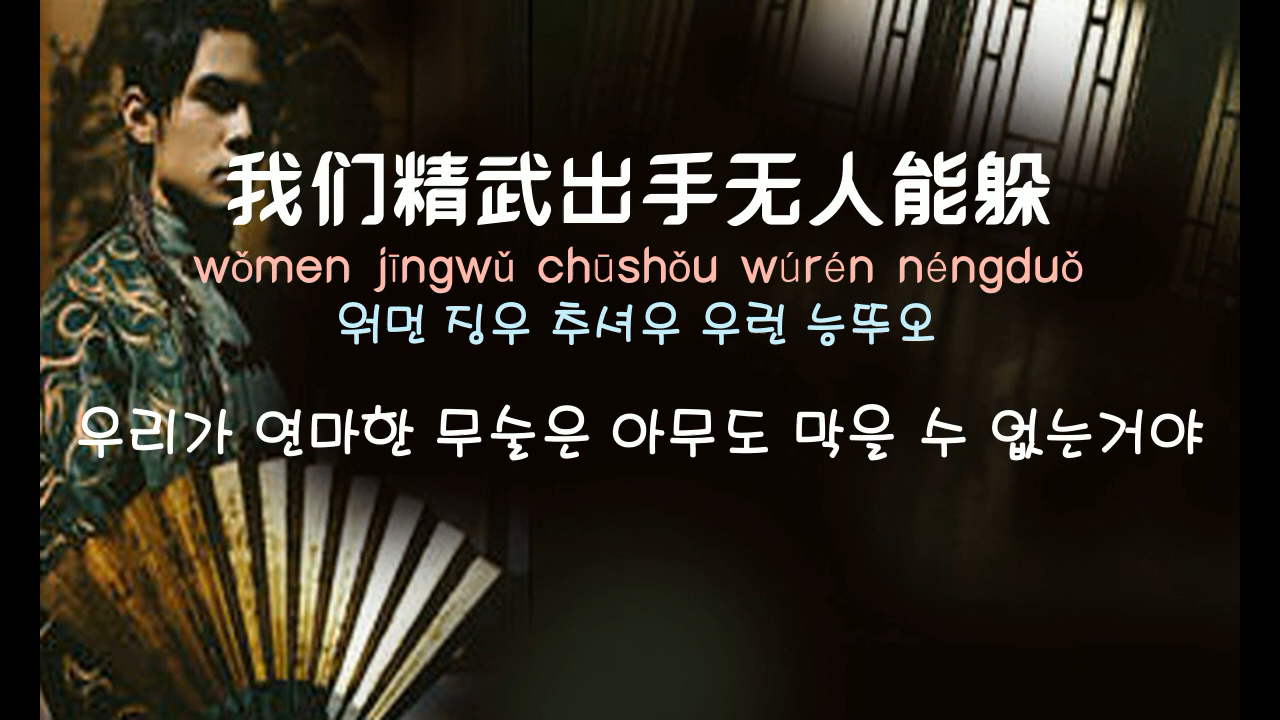 我们精武出手无人能躲
wǒmen jīngwǔ chūshǒu wúrén néngduǒ
워먼 징우 추셔우 우런 능뚜오
우리가 연마한 무술은 아무도 막을 수 없는거야